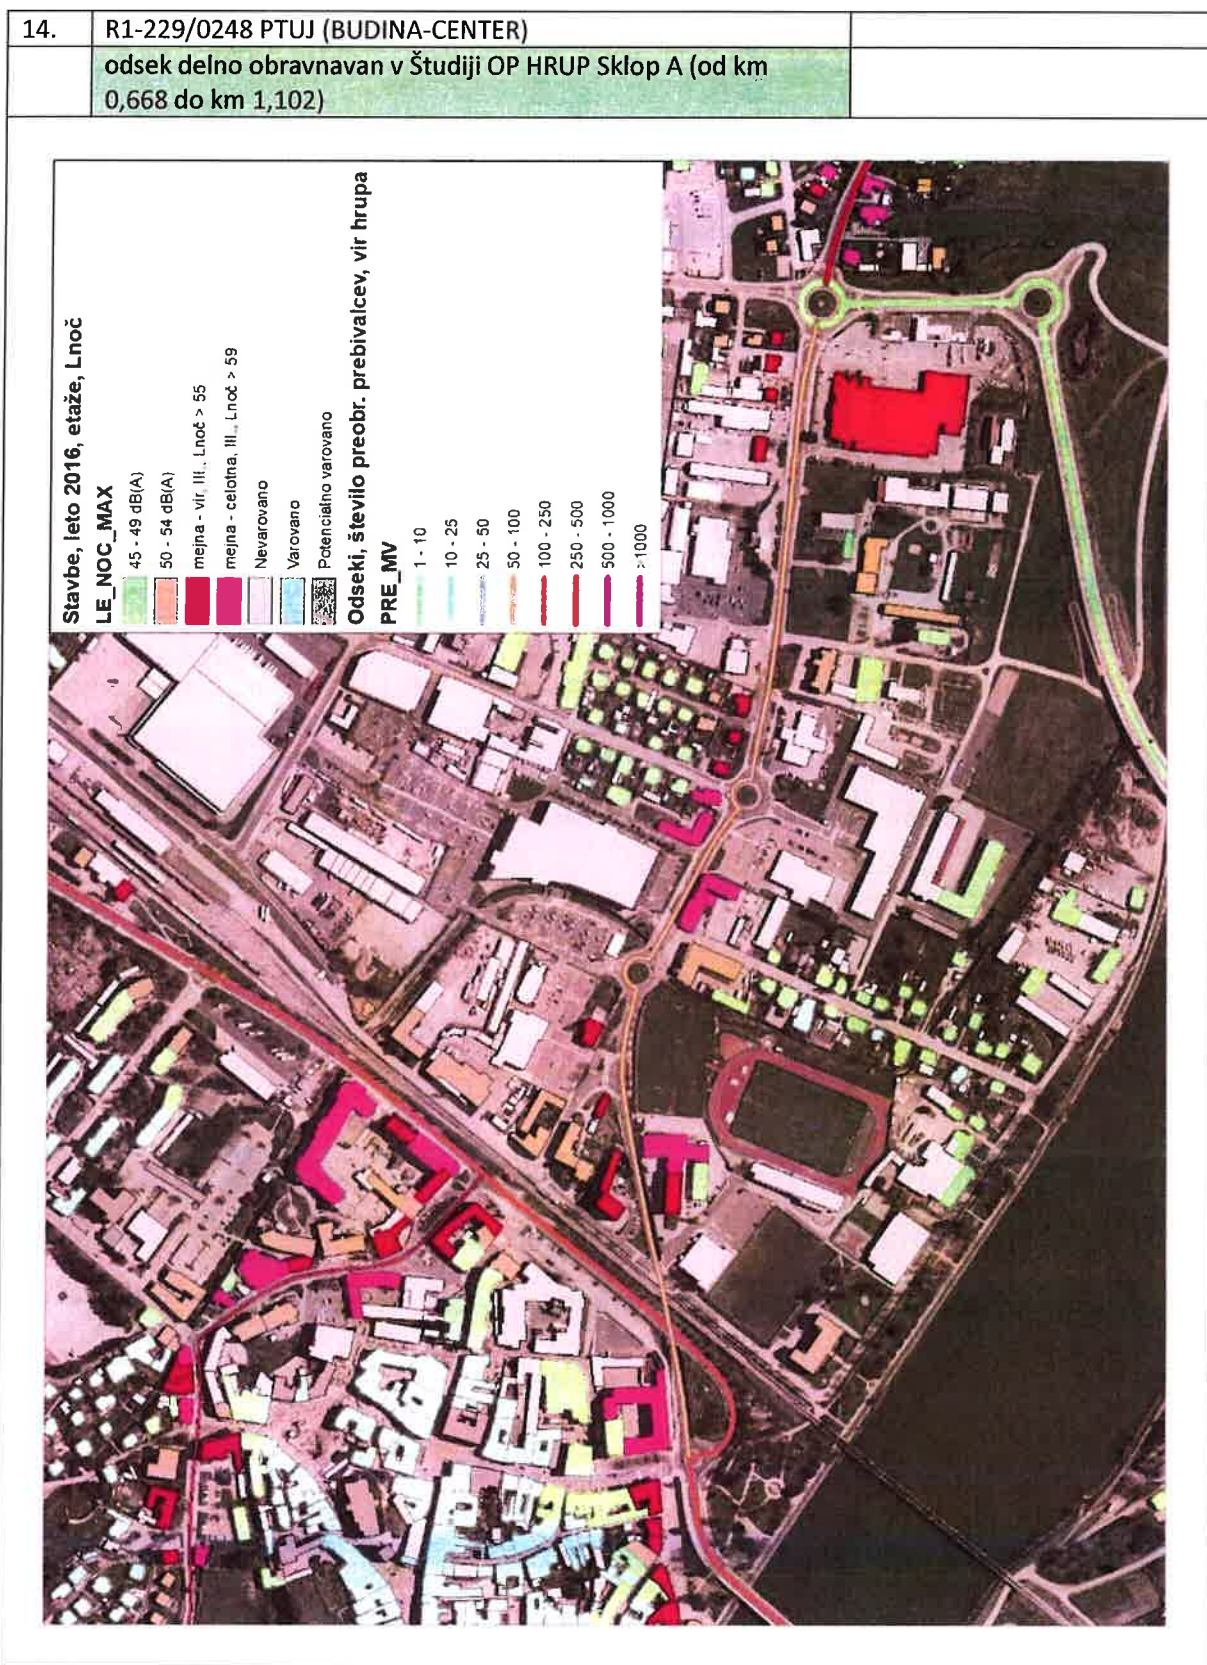 14.
R1-229/0248 PTUJ (BUDINA-CENTER)
odsek delno obravnavan v Študiji OP HRUP Sklop A (od km
0,668 do km 1,102)
Stavbe, leto 2016, etaže, Lnoč
LE_NOC_MAX
45 - 49 dB(A)
50 - 54 dB(A)
mejna - vir, III., Lnoč > 55
mejna - celotna, III., Lnoč > 59
Nevarovano
Varovano
Potencialno varovano
Odseki, število preobr. prebivalcev, vir hrupa
PRE_MV
1 - 10
10 - 25
25 - 50
50 - 100
100 - 250
250 - 500
500 - 1000
>1000